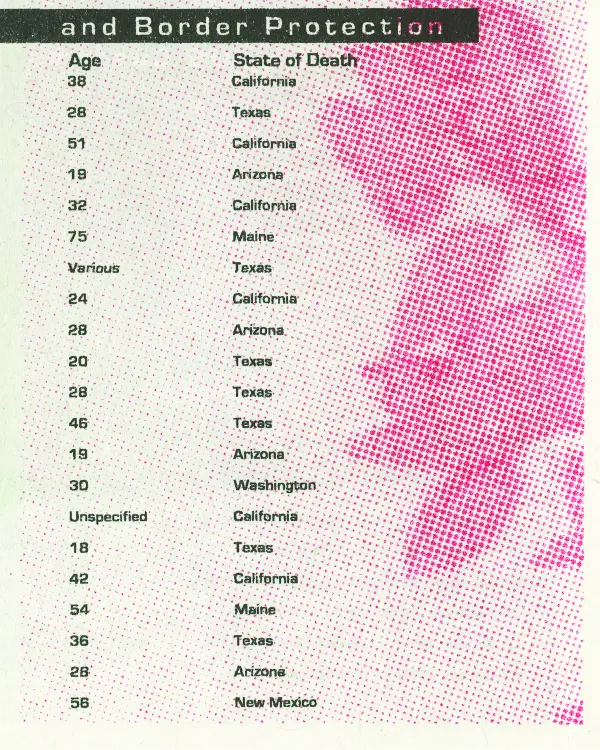 and Border Protection
Age State of Death
38 California
28 Texas
51 California
19 Arizona
32 California
75 Maine
Various Texas
24 California
28 Arizona
20 Texas
28 Texas
46 Texas
19 Arizona
30 Washington
Unspecified California
18 Texas
42 California
54 Maine
36 Texas
28 Arizona
56 New Mexico